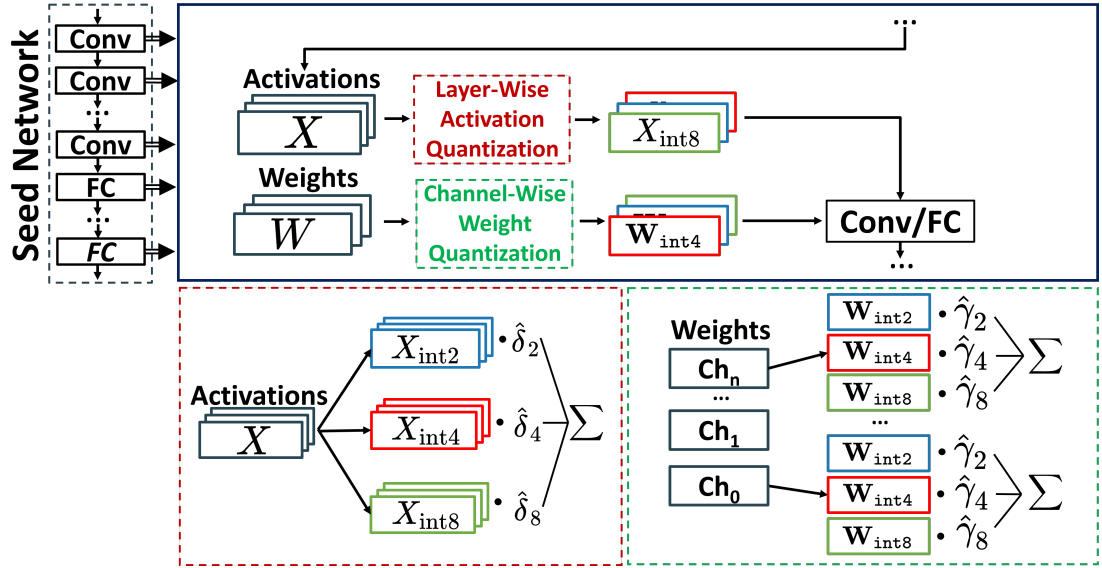 Seed Network
Conv
Conv
...
Conv
FC
...
FC
...
Activations
X
Layer-Wise
Activation
Quantization
X_int8
Weights
W
Channel-Wise
Weight
Quantization
W_int4
Conv/FC
...
Activations
X
X_int2 · δ̂_2
X_int4 · δ̂_4
X_int8 · δ̂_8
∑
Weights
Ch_n
...
Ch_1
Ch_0
W_int2 · γ̂_2
W_int4 · γ̂_4
W_int8 · γ̂_8
∑
...
W_int2 · γ̂_2
W_int4 · γ̂_4
W_int8 · γ̂_8
∑